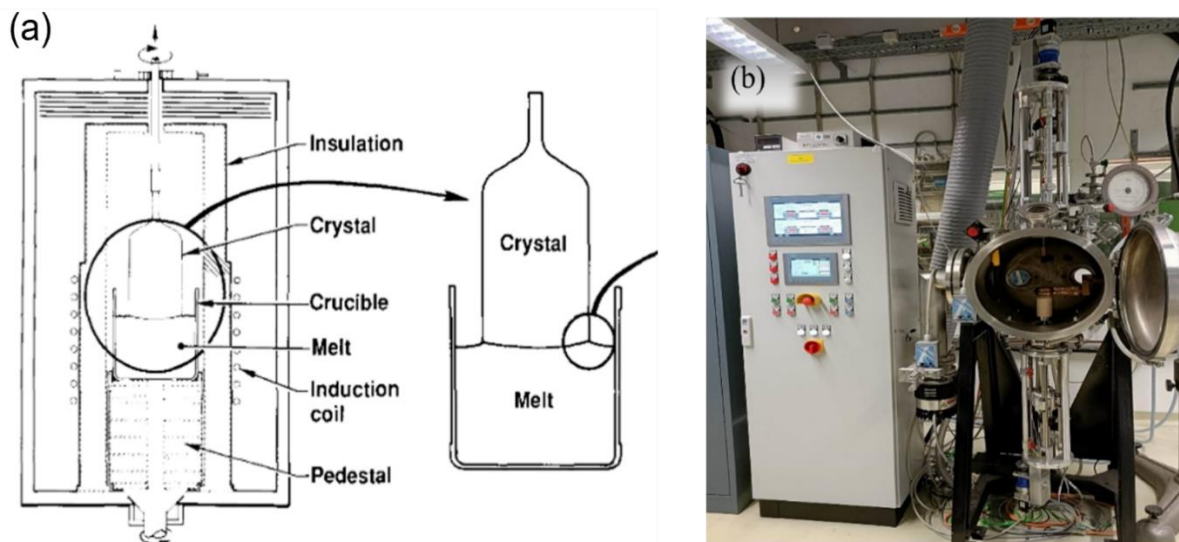 (a)
Insulation
Crystal
Crucible
Melt
Induction
coil
Pedestal
Crystal
Melt
(b)